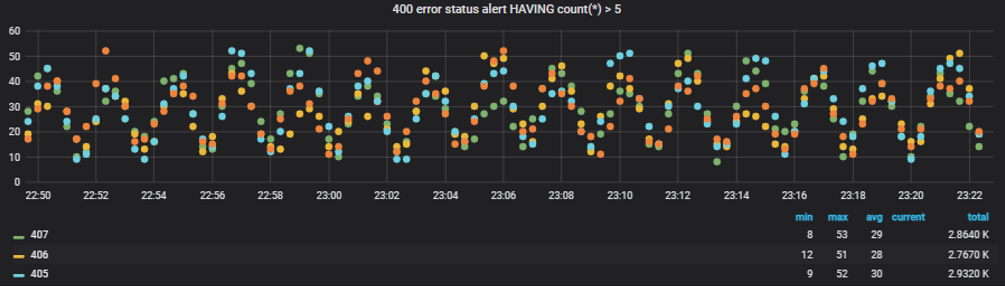 400 error status alert HAVING count(*) > 5
60
50
40
30
20
10
0
22:50 22:52 22:54 22:56 22:58 23:00 23:02 23:04 23:06 23:08 23:10 23:12 23:14 23:16 23:18 23:20 23:22
min max avg current total
407 8 53 29 2.8640 K
406 12 51 28 2.7670 K
405 9 52 30 2.9320 K